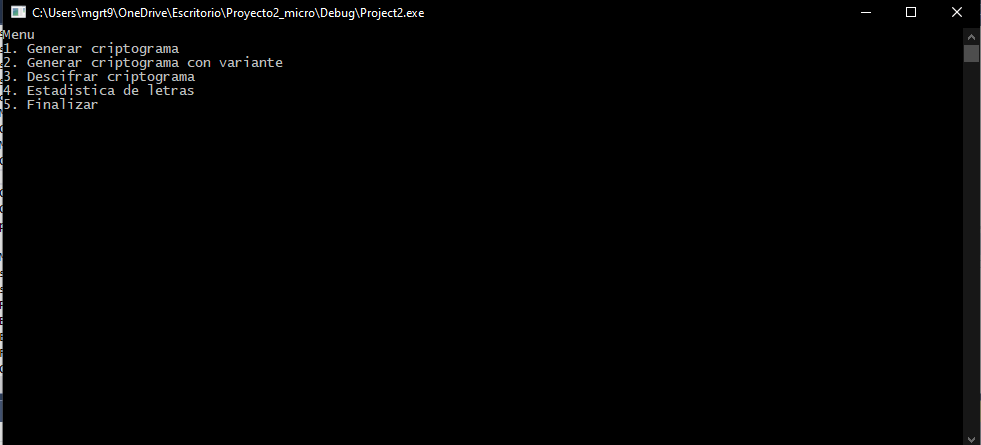 C:\Users\mgrt9\OneDrive\Escritorio\Proyecto2_micro\Debug\Project2.exe
Menu
1. Generar criptograma
2. Generar criptograma con variante
3. Descifrar criptograma
4. Estadistica de letras
5. Finalizar